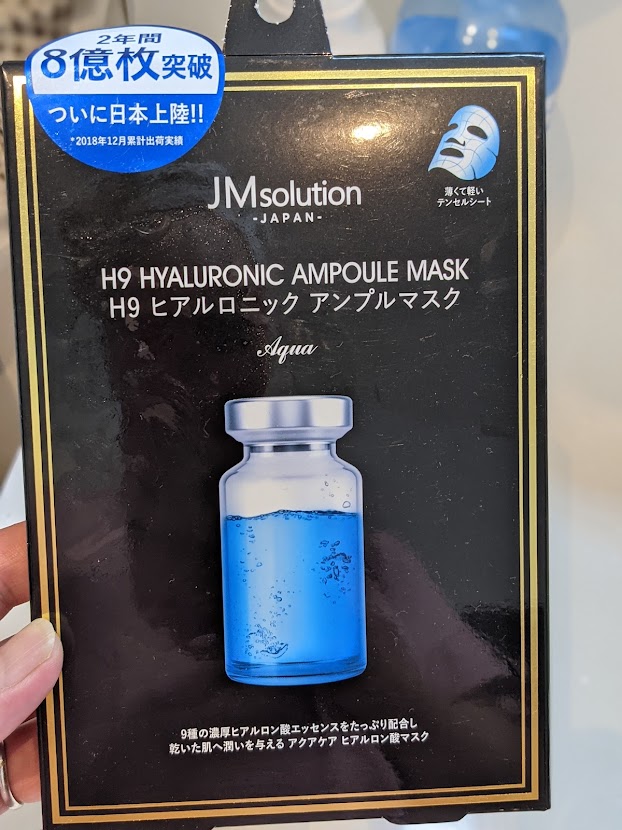 2年間
8億枚突破
ついに日本上陸!!
*2018年12月累計出荷実績
薄くて軽い
テンセルシート
JMsolution
-JAPAN-
H9 HYALURONIC AMPOULE MASK
H9 ヒアルロニック アンプルマスク
Aqua
9種の濃厚ヒアルロン酸エッセンスをたっぷり配合し
乾いた肌へ潤いを与える アクアケア ヒアルロン酸マスク